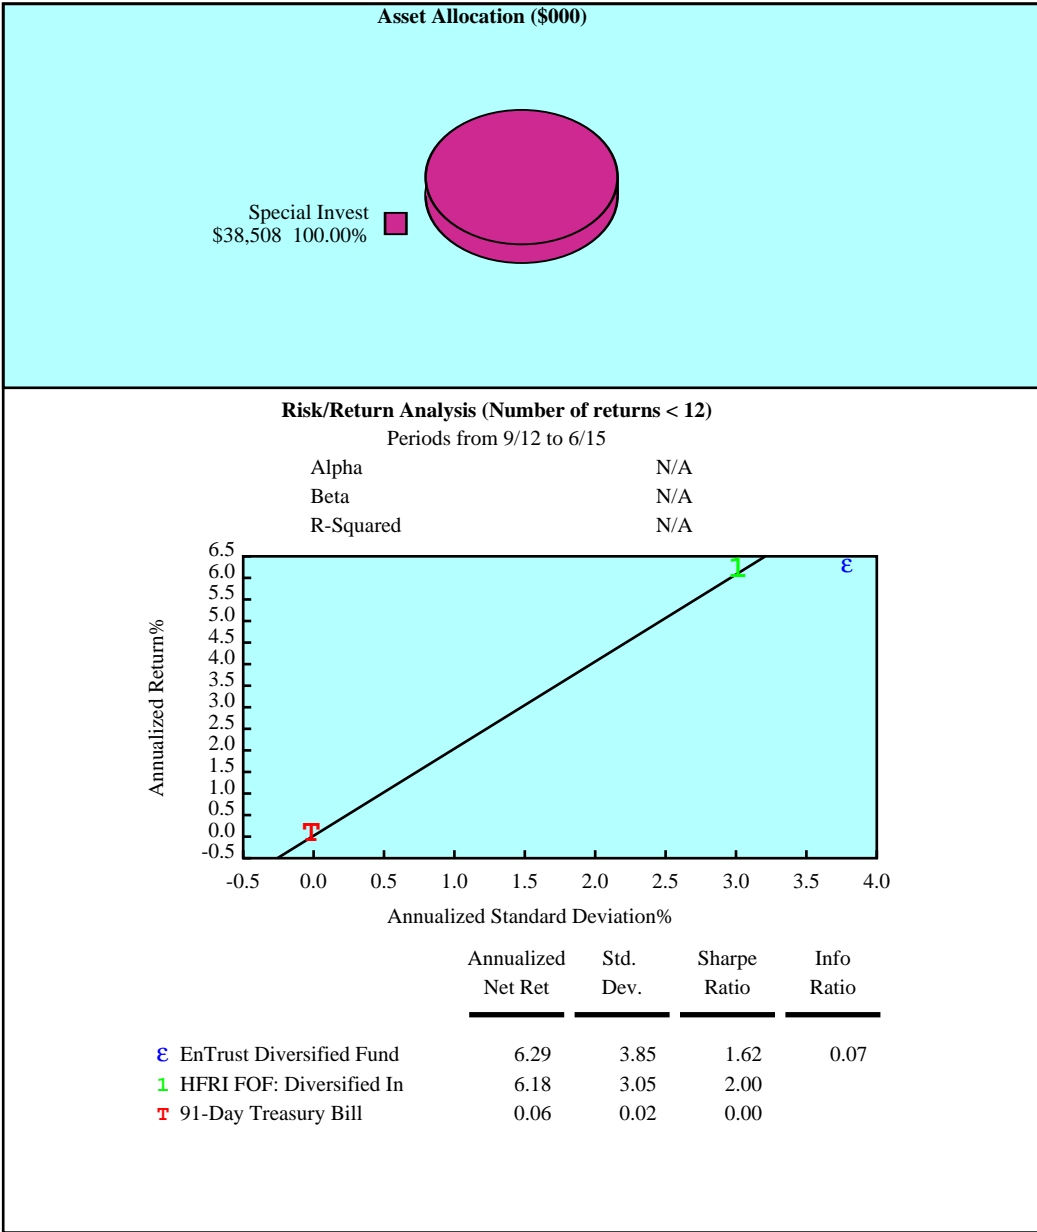 Asset Allocation ($000)
Special Invest
$38,508 100.00%
Risk/Return Analysis (Number of returns < 12)
Periods from 9/12 to 6/15
Alpha N/A
Beta N/A
R-Squared N/A
6.5
6.0
5.5
5.0
4.5
4.0
3.5
3.0
2.5
2.0
1.5
1.0
0.5
0.0
-0.5
Annualized Return%
1
ε
T
-0.5 0.0 0.5 1.0 1.5 2.0 2.5 3.0 3.5 4.0
Annualized Standard Deviation%
Annualized Std. Sharpe Info
Net Ret Dev. Ratio Ratio
ε EnTrust Diversified Fund 6.29 3.85 1.62 0.07
1 HFRI FOF: Diversified In 6.18 3.05 2.00
T 91-Day Treasury Bill 0.06 0.02 0.00